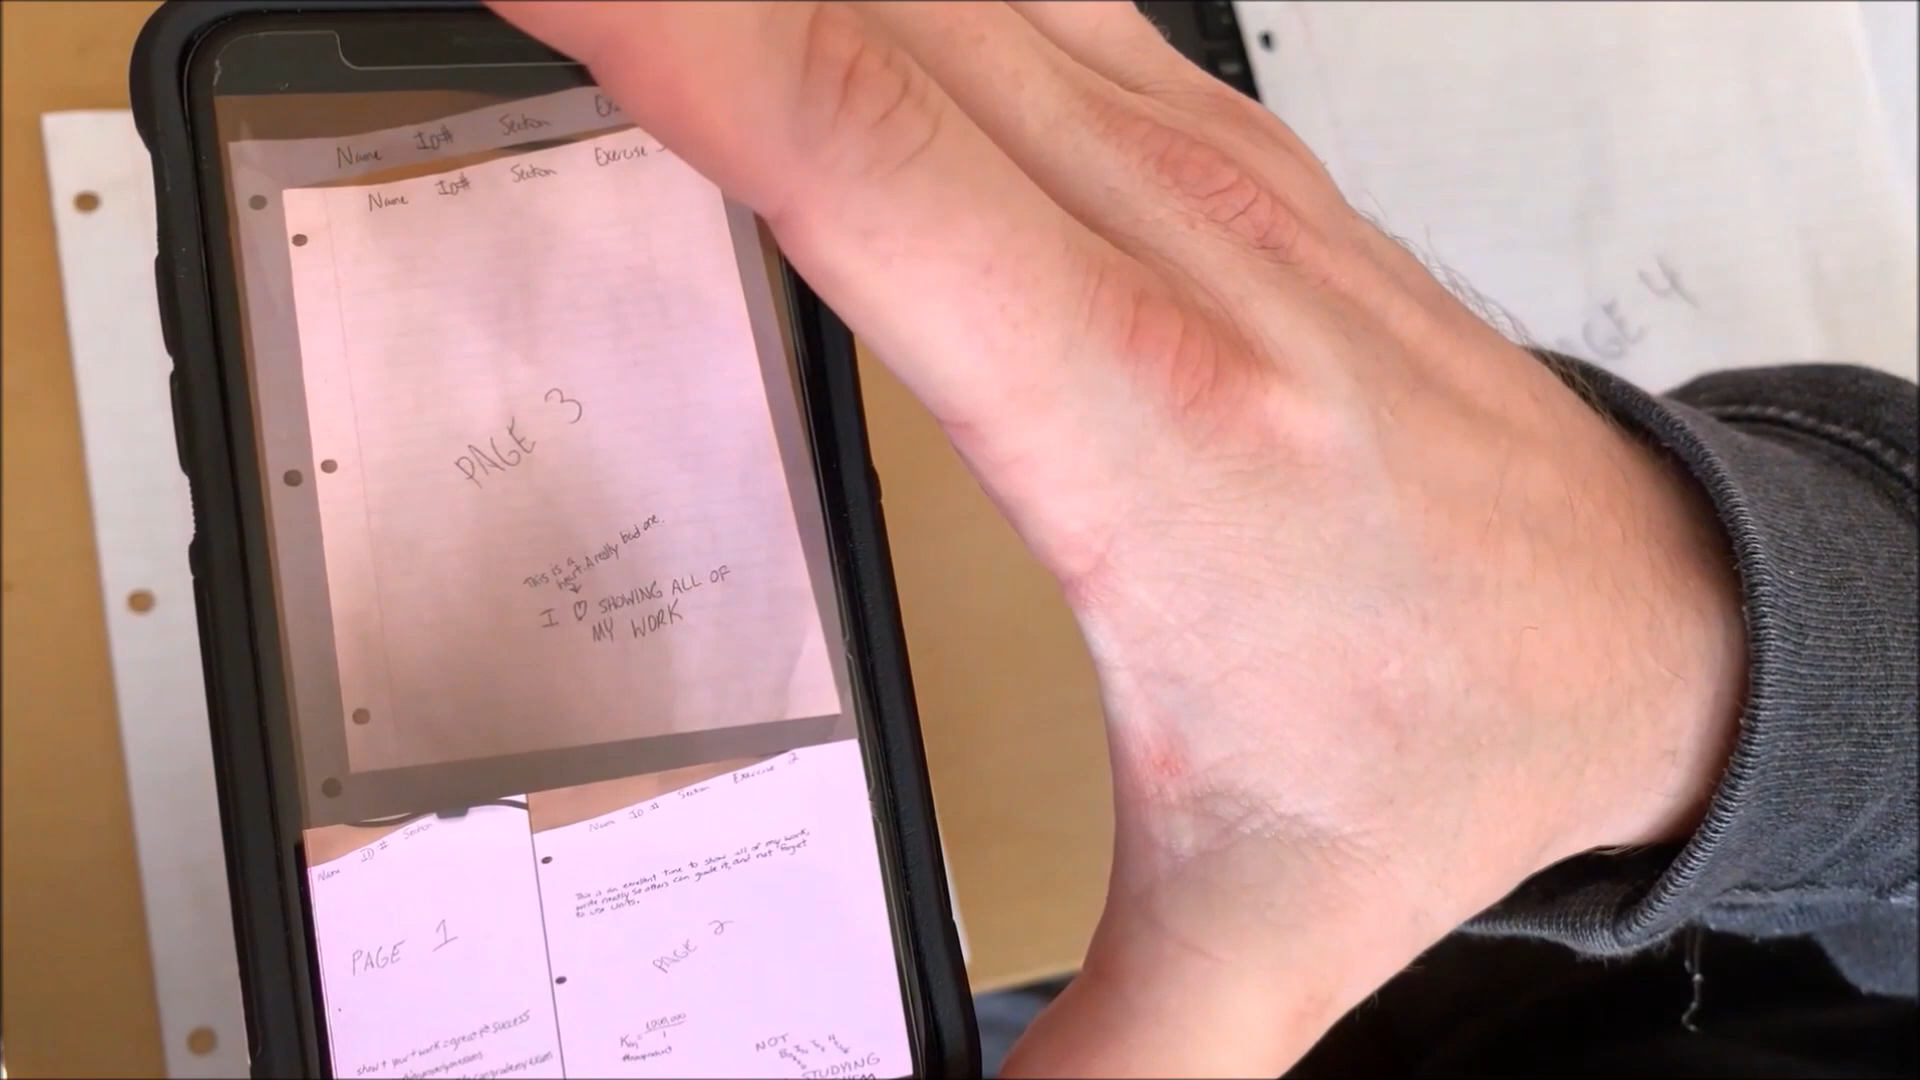 Name ID# Section
Name ID# Section Exercise
PAGE 3
This is a
heart. A really bad one.
I ♡ SHOWING ALL OF
MY WORK
PAGE 4
Name ID # Section
PAGE 1
show + your + work = great success
Name ID # Section Exercise 2
This is an excellent time to show all of my work,
write neatly so others can grade it, and not forget
to use units.
PAGE 2
NOT
STUDYING